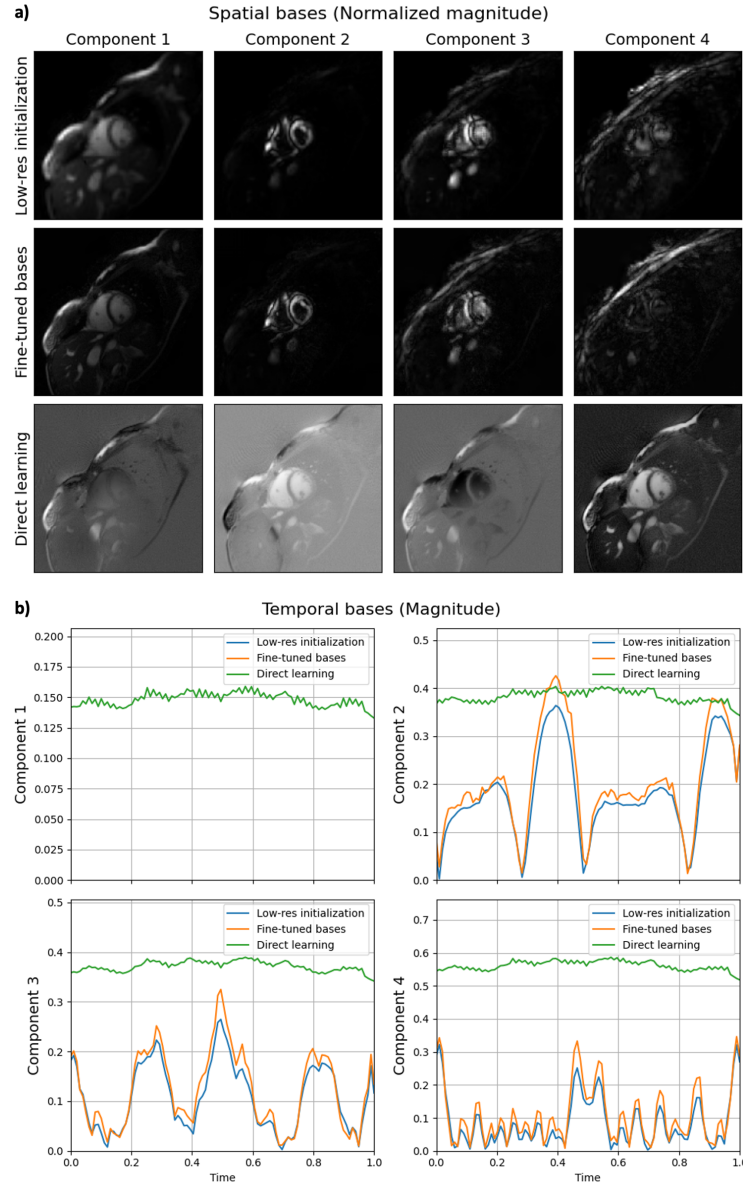 a)
Spatial bases (Normalized magnitude)
Component 1
Component 2
Component 3
Component 4
Low-res initialization
Fine-tuned bases
Direct learning
b)
Temporal bases (Magnitude)
Component 1
0.200
0.175
0.150
0.125
0.100
0.075
0.050
0.025
0.000
Low-res initialization
Fine-tuned bases
Direct learning
Component 2
0.5
0.4
0.3
0.2
0.1
0.0
Low-res initialization
Fine-tuned bases
Direct learning
Component 3
0.5
0.4
0.3
0.2
0.1
0.0
Low-res initialization
Fine-tuned bases
Direct learning
0.0
0.2
0.4
0.6
0.8
1.0
Time
Component 4
0.7
0.6
0.5
0.4
0.3
0.2
0.1
0.0
Low-res initialization
Fine-tuned bases
Direct learning
0.0
0.2
0.4
0.6
0.8
1.0
Time